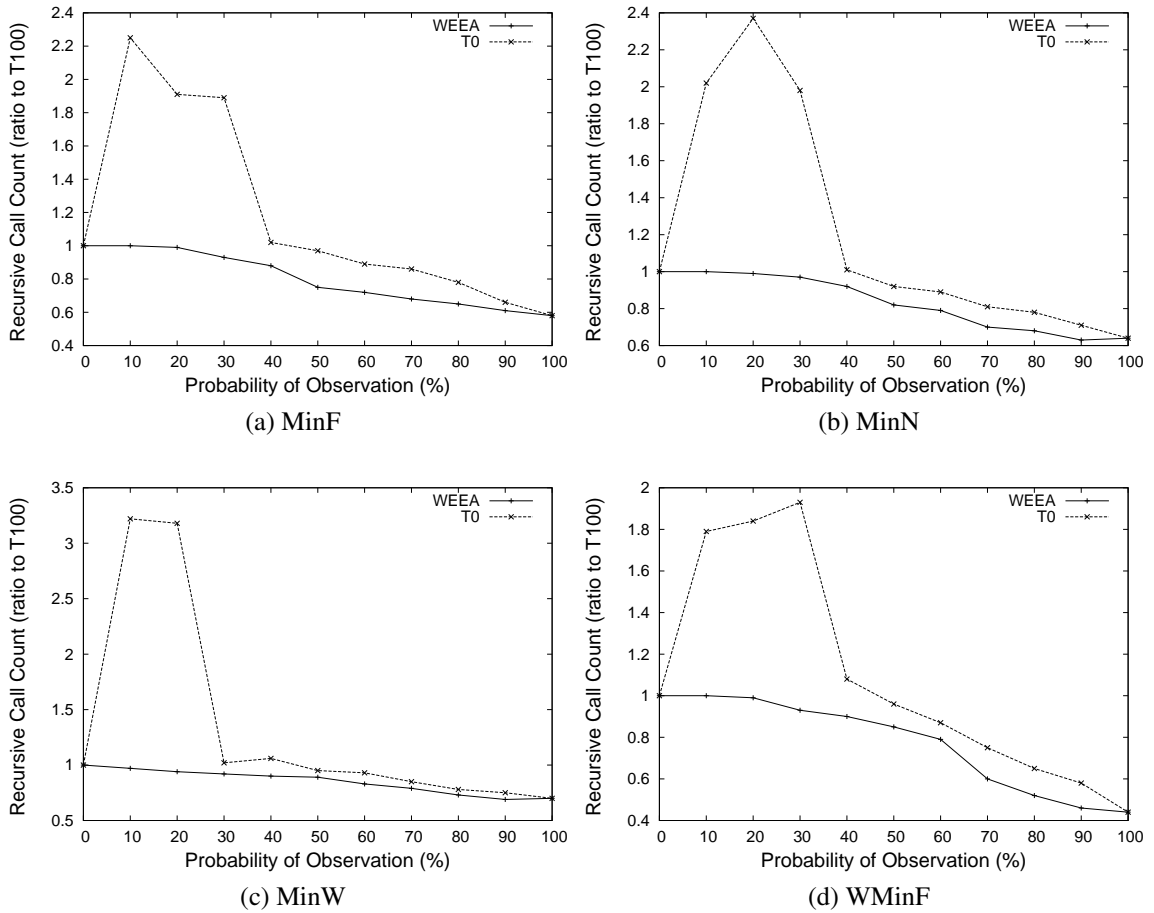 2.4
2.2
2
1.8
1.6
1.4
1.2
1
0.8
0.6
0.4
Recursive Call Count (ratio to T100)
WEEA
T0
0 10 20 30 40 50 60 70 80 90 100
Probability of Observation (%)
(a) MinF
2.4
2.2
2
1.8
1.6
1.4
1.2
1
0.8
0.6
Recursive Call Count (ratio to T100)
WEEA
T0
0 10 20 30 40 50 60 70 80 90 100
Probability of Observation (%)
(b) MinN
3.5
3
2.5
2
1.5
1
0.5
Recursive Call Count (ratio to T100)
WEEA
T0
0 10 20 30 40 50 60 70 80 90 100
Probability of Observation (%)
(c) MinW
2
1.8
1.6
1.4
1.2
1
0.8
0.6
0.4
Recursive Call Count (ratio to T100)
WEEA
T0
0 10 20 30 40 50 60 70 80 90 100
Probability of Observation (%)
(d) WMinF